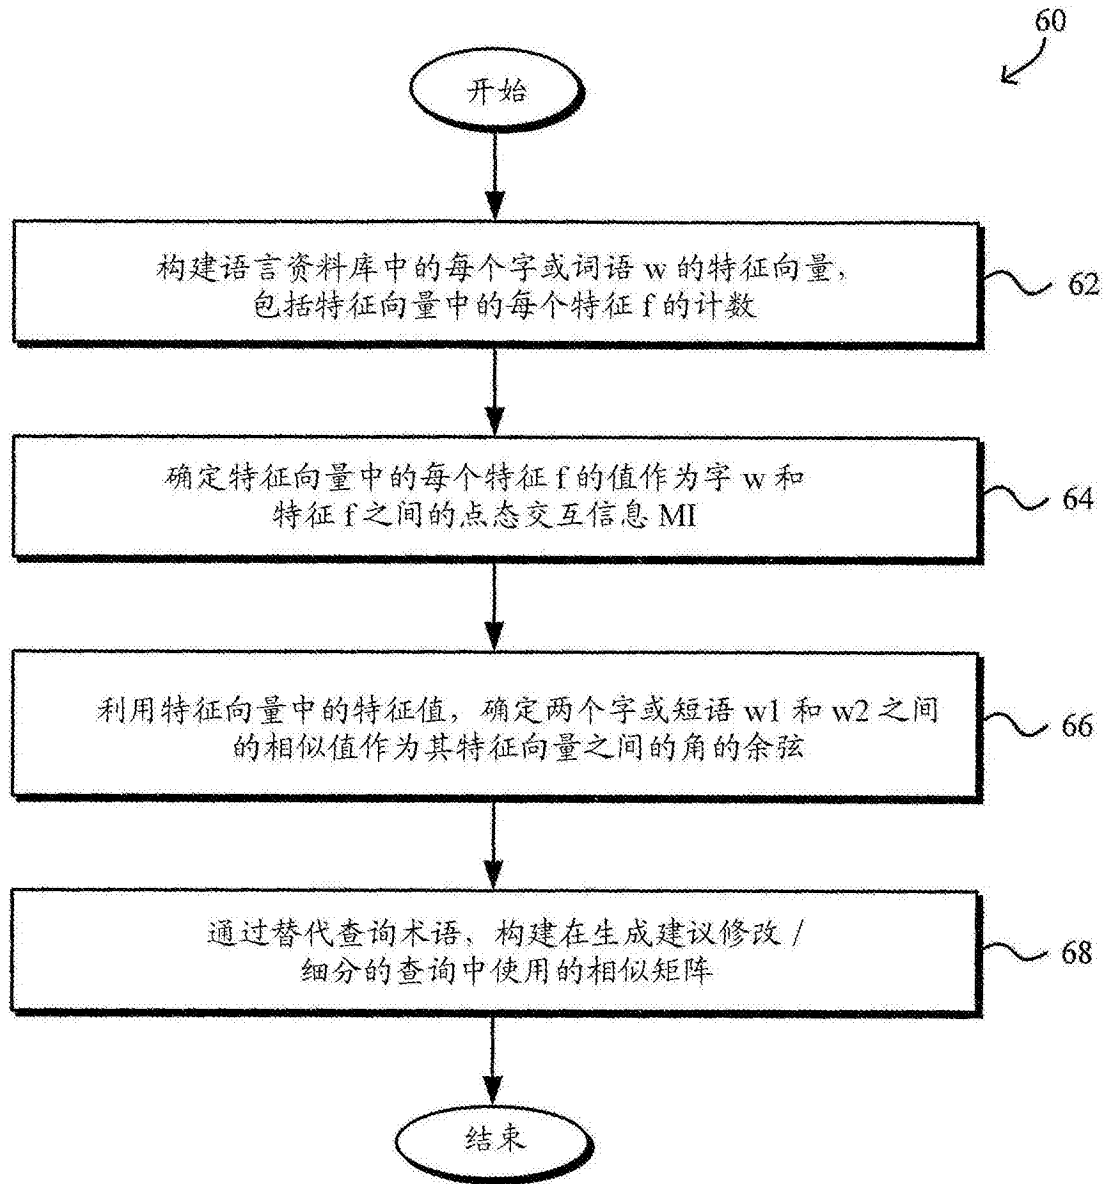 60
开始
构建语言资料库中的每个字或词语 w 的特征向量，
包括特征向量中的每个特征 f 的计数
62
确定特征向量中的每个特征 f 的值作为字 w 和
特征 f 之间的点态交互信息 MI
64
利用特征向量中的特征值，确定两个字或短语 w1 和 w2 之间
的相似值作为其特征向量之间的角的余弦
66
通过替代查询术语，构建在生成建议修改 /
细分的查询中使用的相似矩阵
68
结束